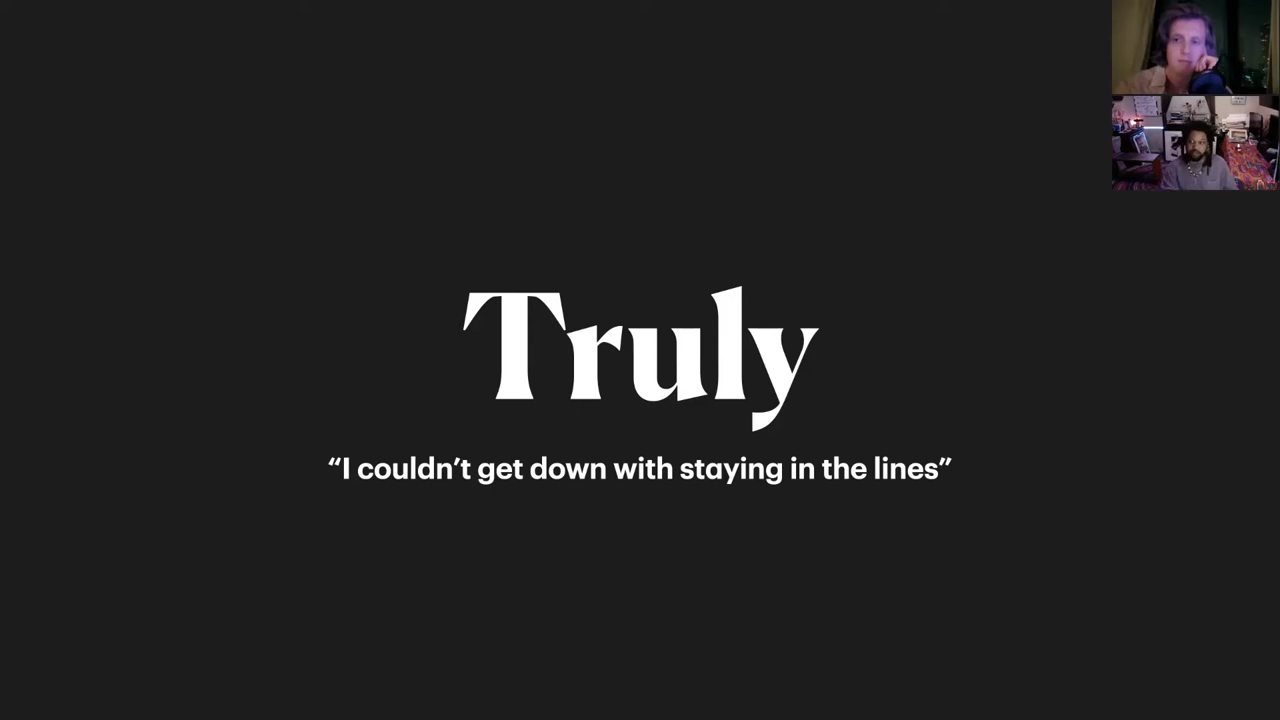 Truly
“I couldn’t get down with staying in the lines”